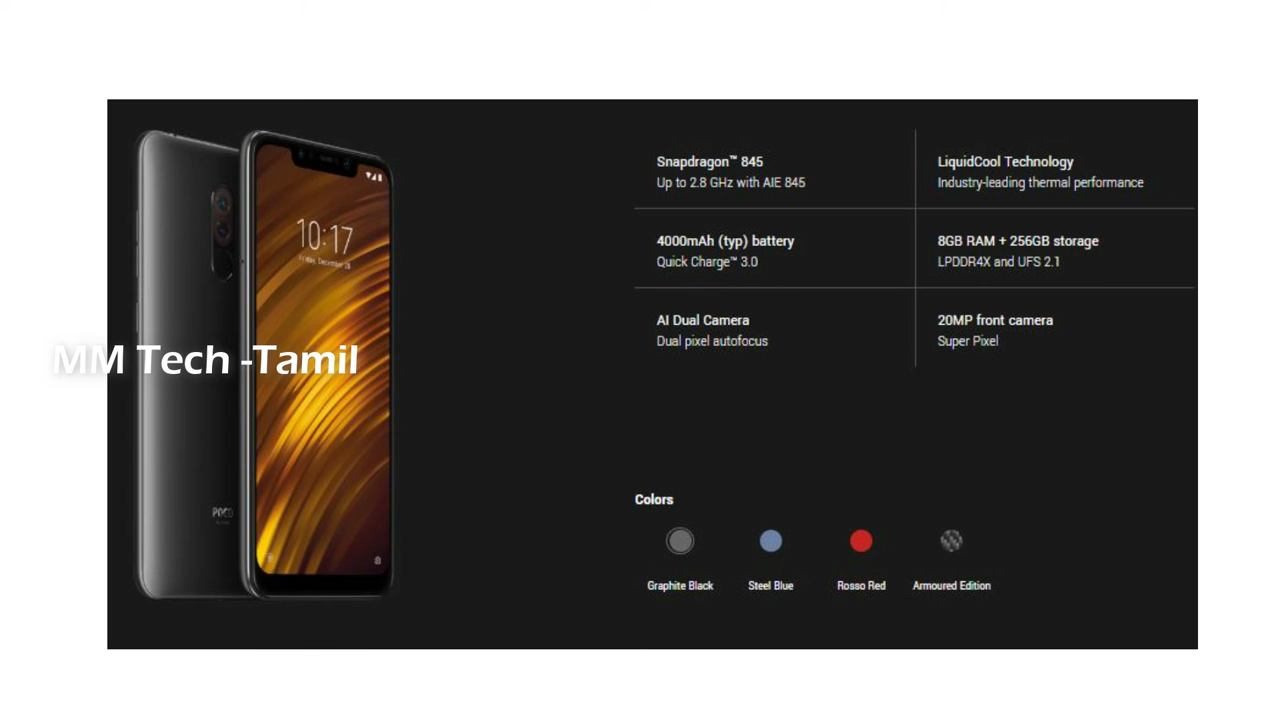 10:17
Friday, December 28
MM Tech -Tamil
POCO
Snapdragon™ 845
Up to 2.8 GHz with AIE 845
LiquidCool Technology
Industry-leading thermal performance
4000mAh (typ) battery
Quick Charge™ 3.0
8GB RAM + 256GB storage
LPDDR4X and UFS 2.1
AI Dual Camera
Dual pixel autofocus
20MP front camera
Super Pixel
Colors
Graphite Black
Steel Blue
Rosso Red
Armoured Edition